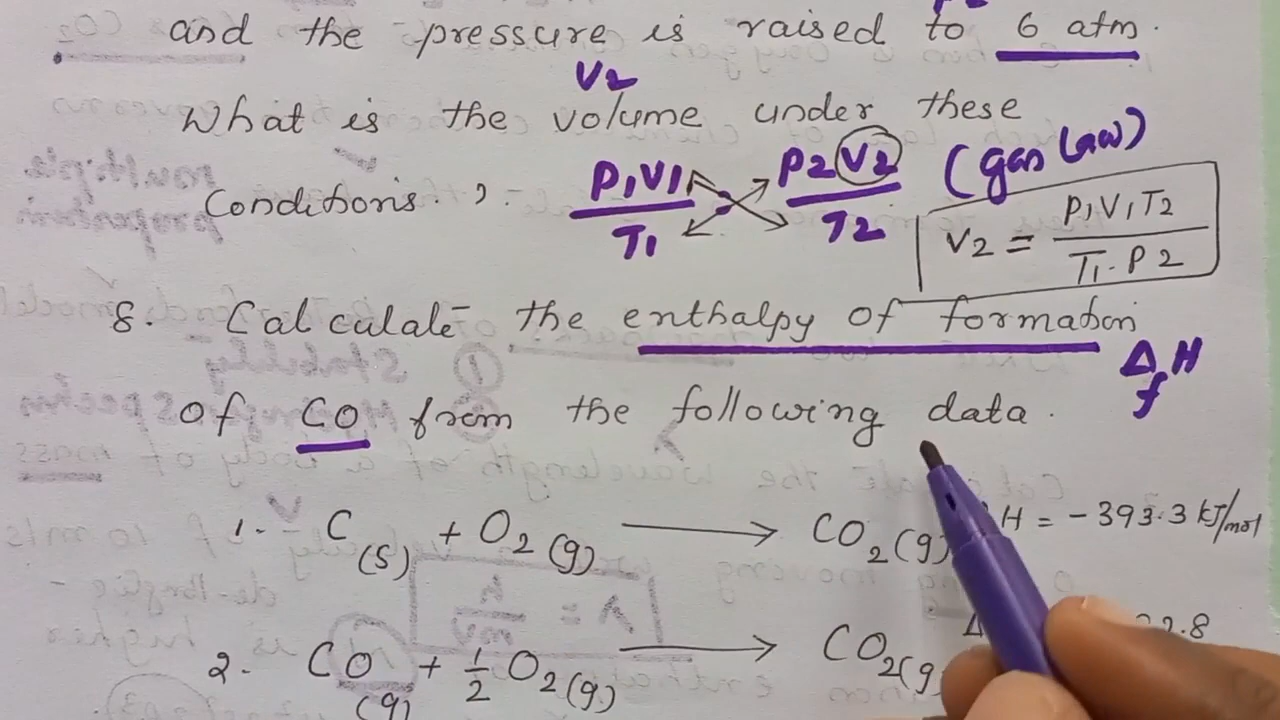 and the pressure is raised to 6 atm.
V2
What is the volume under these
Conditions.?:- P1V1/T1 P2V2/T2 (gas law)
V2 = P1V1T2/T1.P2
8. Calculate the enthalpy of formation
ΔfH
of CO from the following data.
1.- C(s) + O2(g) ⟶ CO2(g) H = -393.3 kJ/mol
2. CO(g) + 1/2 O2(g) ⟶ CO2(g) 2.8